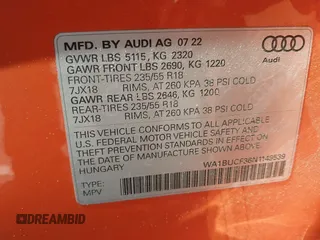 MFD. BY AUDI AG 07 22
GVWR LBS 5115, KG 2320
GAWR FRONT LBS 2690, KG 1220
FRONT-TIRES 235/55 R18
7JX18 RIMS, AT 260 KPA 38 PSI COLD
GAWR REAR LBS 2646, KG 1200
REAR-TIRES 235/55 R18
7JX18 RIMS, AT 260 KPA 38 PSI COLD
THIS VEHICLE CONFORMS TO ALL APPLICABLE
U.S. FEDERAL MOTOR VEHICLE SAFETY AND
THEFT PREVENTION STANDARDS IN EFFECT ON
THE DATE OF MANUFACTURE SHOWN ABOVE.
HUNGARY
TYPE:
MPV
Audi
DREAMBID